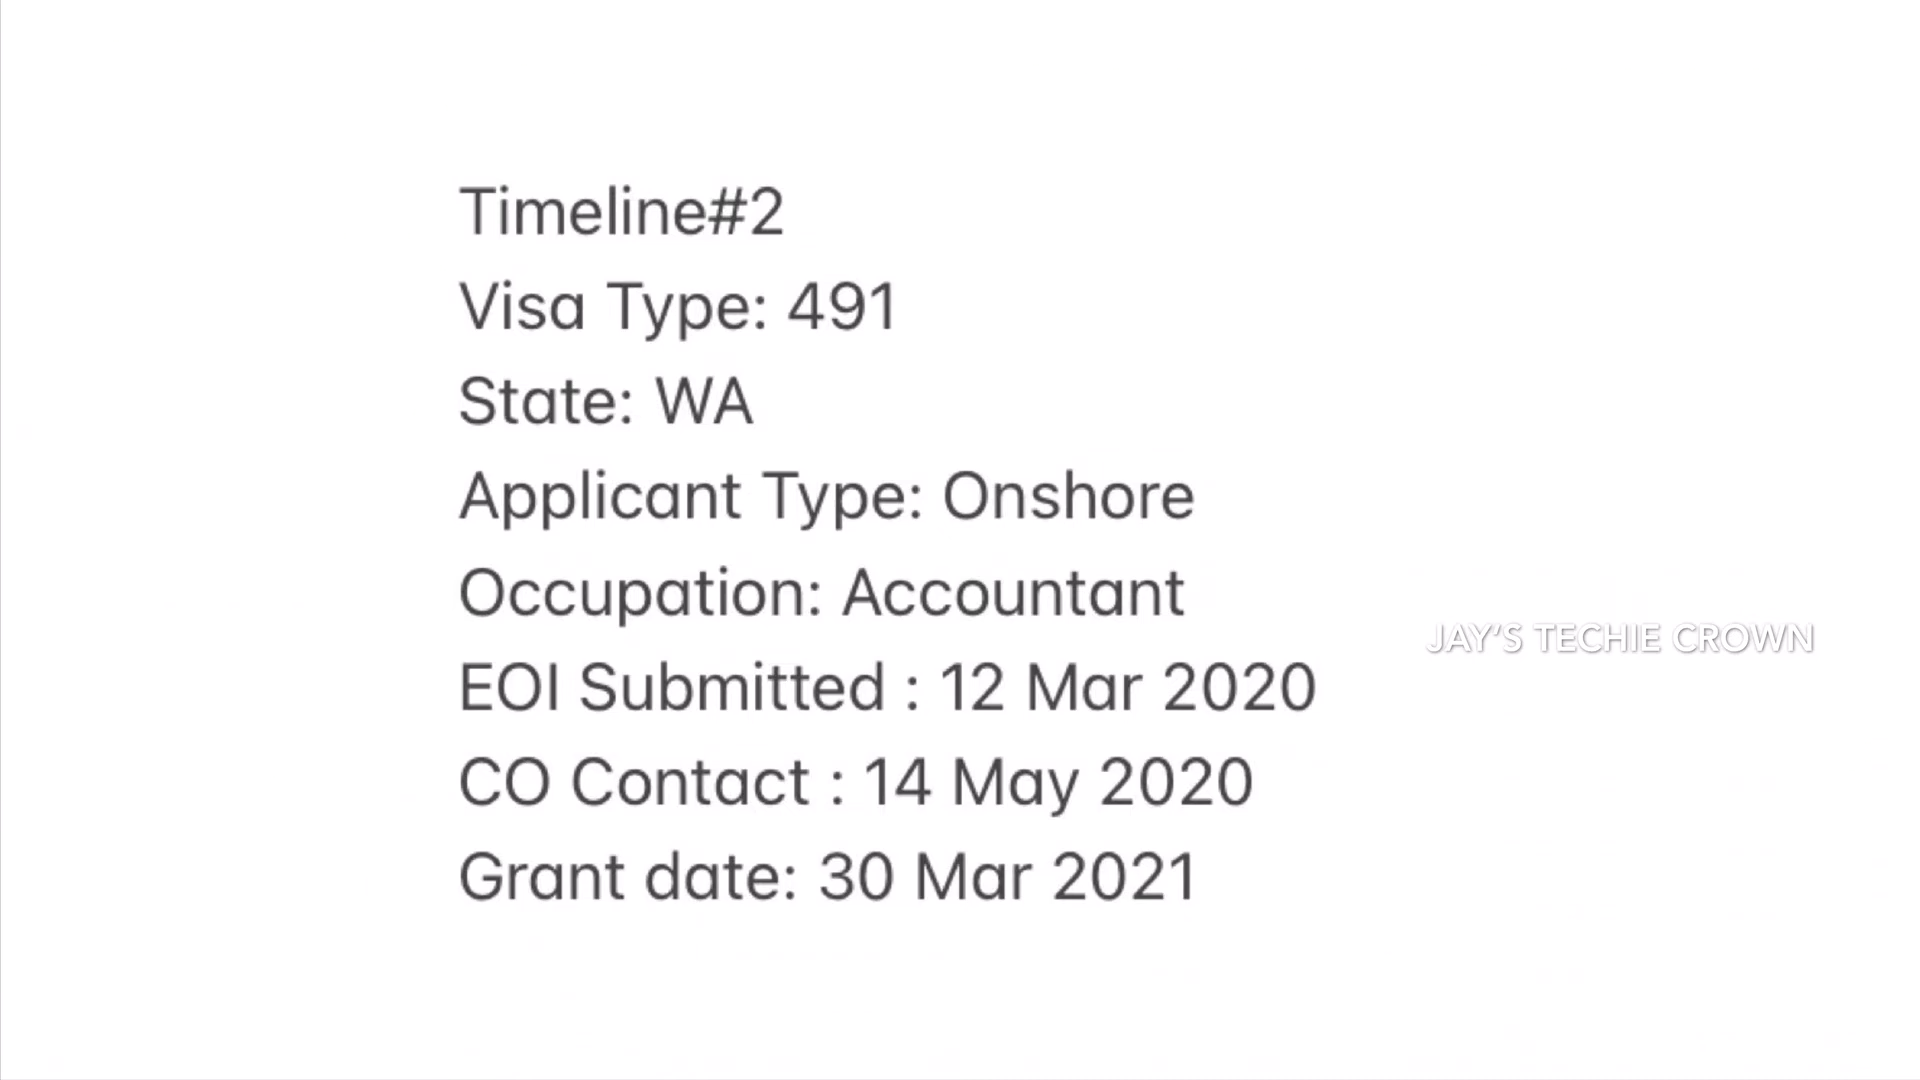 Timeline#2
Visa Type: 491
State: WA
Applicant Type: Onshore
Occupation: Accountant
JAY'S TECHIE CROWN
EOI Submitted : 12 Mar 2020
CO Contact : 14 May 2020
Grant date: 30 Mar 2021